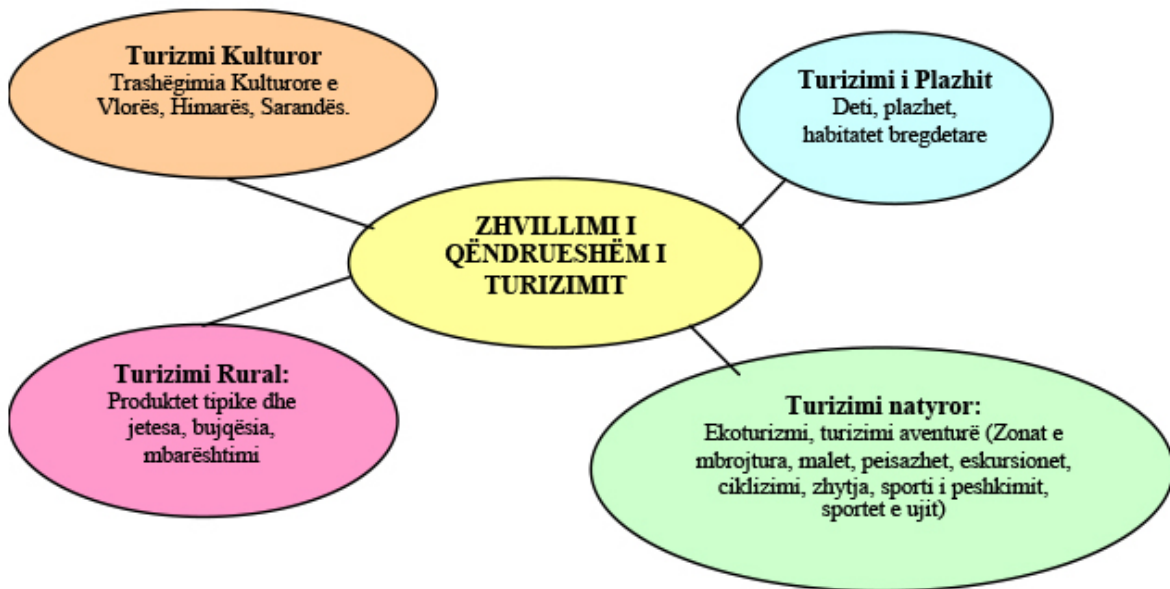 Turizmi Kulturor
Trashëgimia Kulturore e
Vlorës, Himarës, Sarandës.
Turizimi i Plazhit
Deti, plazhet,
habitatet bregdetare
ZHVILLIMI I
QËNDRUESHËM I
TURIZIMIT
Turizimi Rural:
Produktet tipike dhe
jetesa, bujqësia,
mbarështimi
Turizimi natyror:
Ekoturizmi, turizimi aventurë (Zonat e
mbrojtura, malet, peisazhet, eskursionet,
ciklizimi, zhytja, sporti i peshkimit,
sportet e ujit)